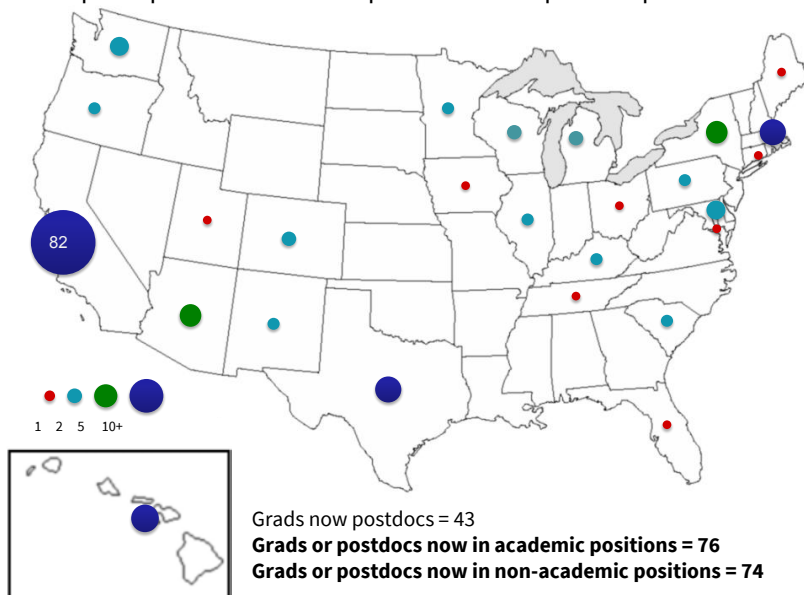 82
1 2 5 10+
Grads now postdocs = 43
Grads or postdocs now in academic positions = 76
Grads or postdocs now in non-academic positions = 74